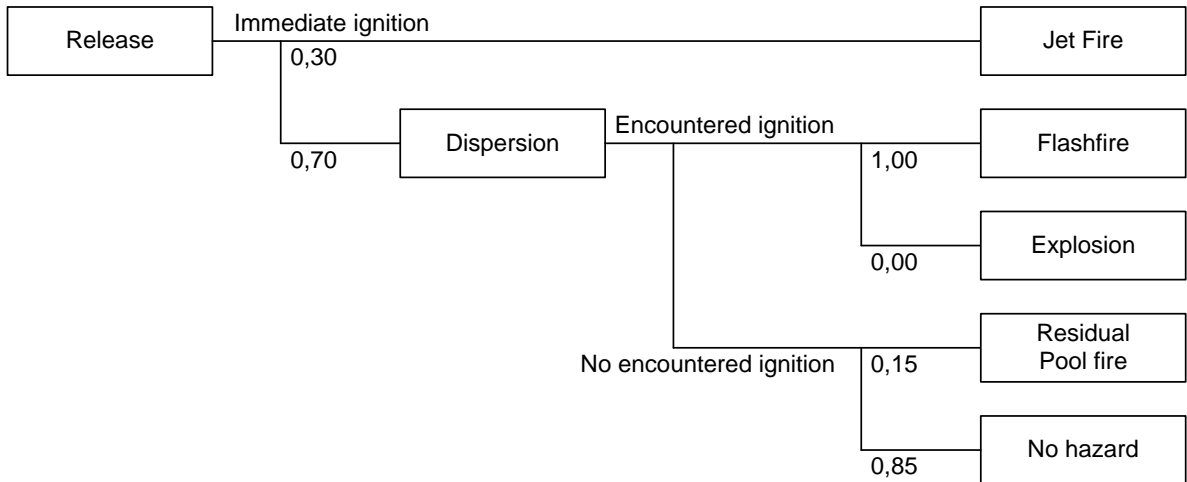 Release
Immediate ignition
Jet Fire
0,30
Dispersion
Encountered ignition
Flashfire
0,70
1,00
Explosion
0,00
Residual
Pool fire
No encountered ignition
0,15
No hazard
0,85